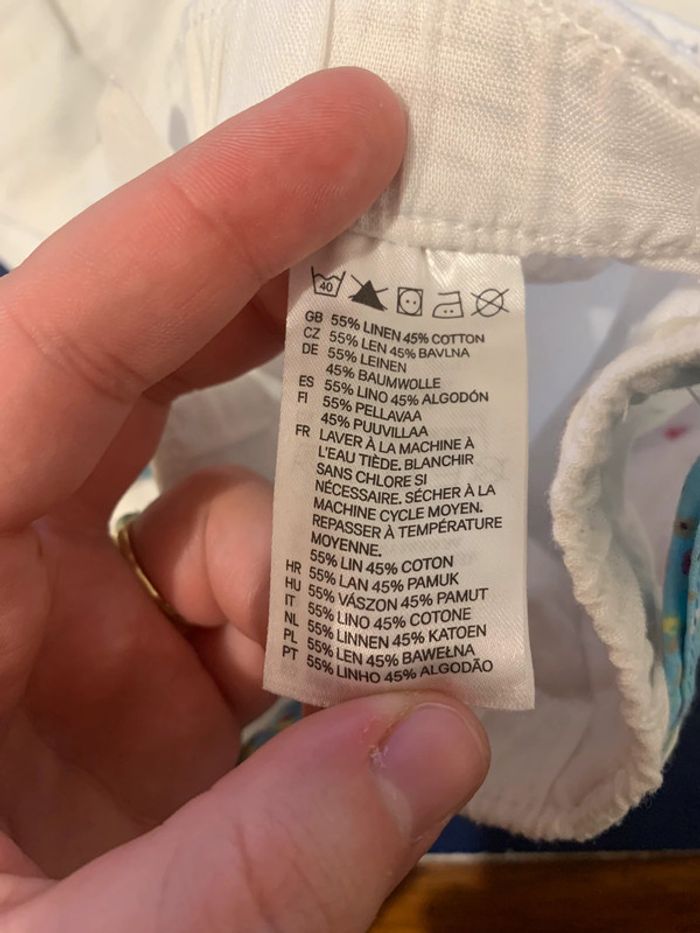 40
GB 55% LINEN 45% COTTON
CZ 55% LEN 45% BAVLNA
DE 55% LEINEN
45% BAUMWOLLE
ES 55% LINO 45% ALGODÓN
FI 55% PELLAVAA
45% PUUVILLAA
FR LAVER À LA MACHINE À
L'EAU TIÈDE. BLANCHIR
SANS CHLORE SI
NÉCESSAIRE. SÉCHER À LA
MACHINE CYCLE MOYEN.
REPASSER À TEMPÉRATURE
MOYENNE.
55% LIN 45% COTON
HR 55% LAN 45% PAMUK
HU 55% VÁSZON 45% PAMUT
IT 55% LINO 45% COTONE
NL 55% LINNEN 45% KATOEN
PL 55% LEN 45% BAWEŁNA
PT 55% LINHO 45% ALGODÃO